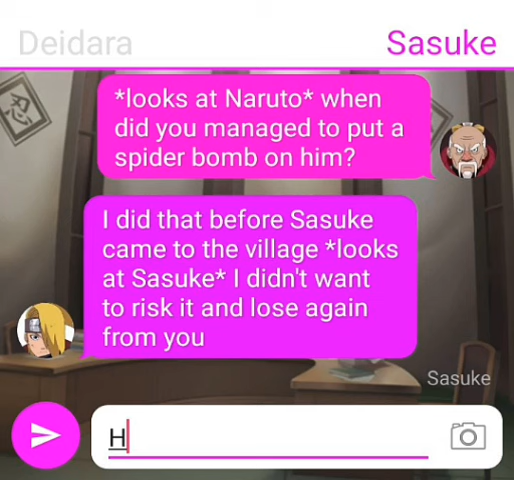 Deidara
Sasuke
*looks at Naruto* when
did you managed to put a
spider bomb on him?
I did that before Sasuke
came to the village *looks
at Sasuke* I didn't want
to risk it and lose again
from you
Sasuke
H
忍